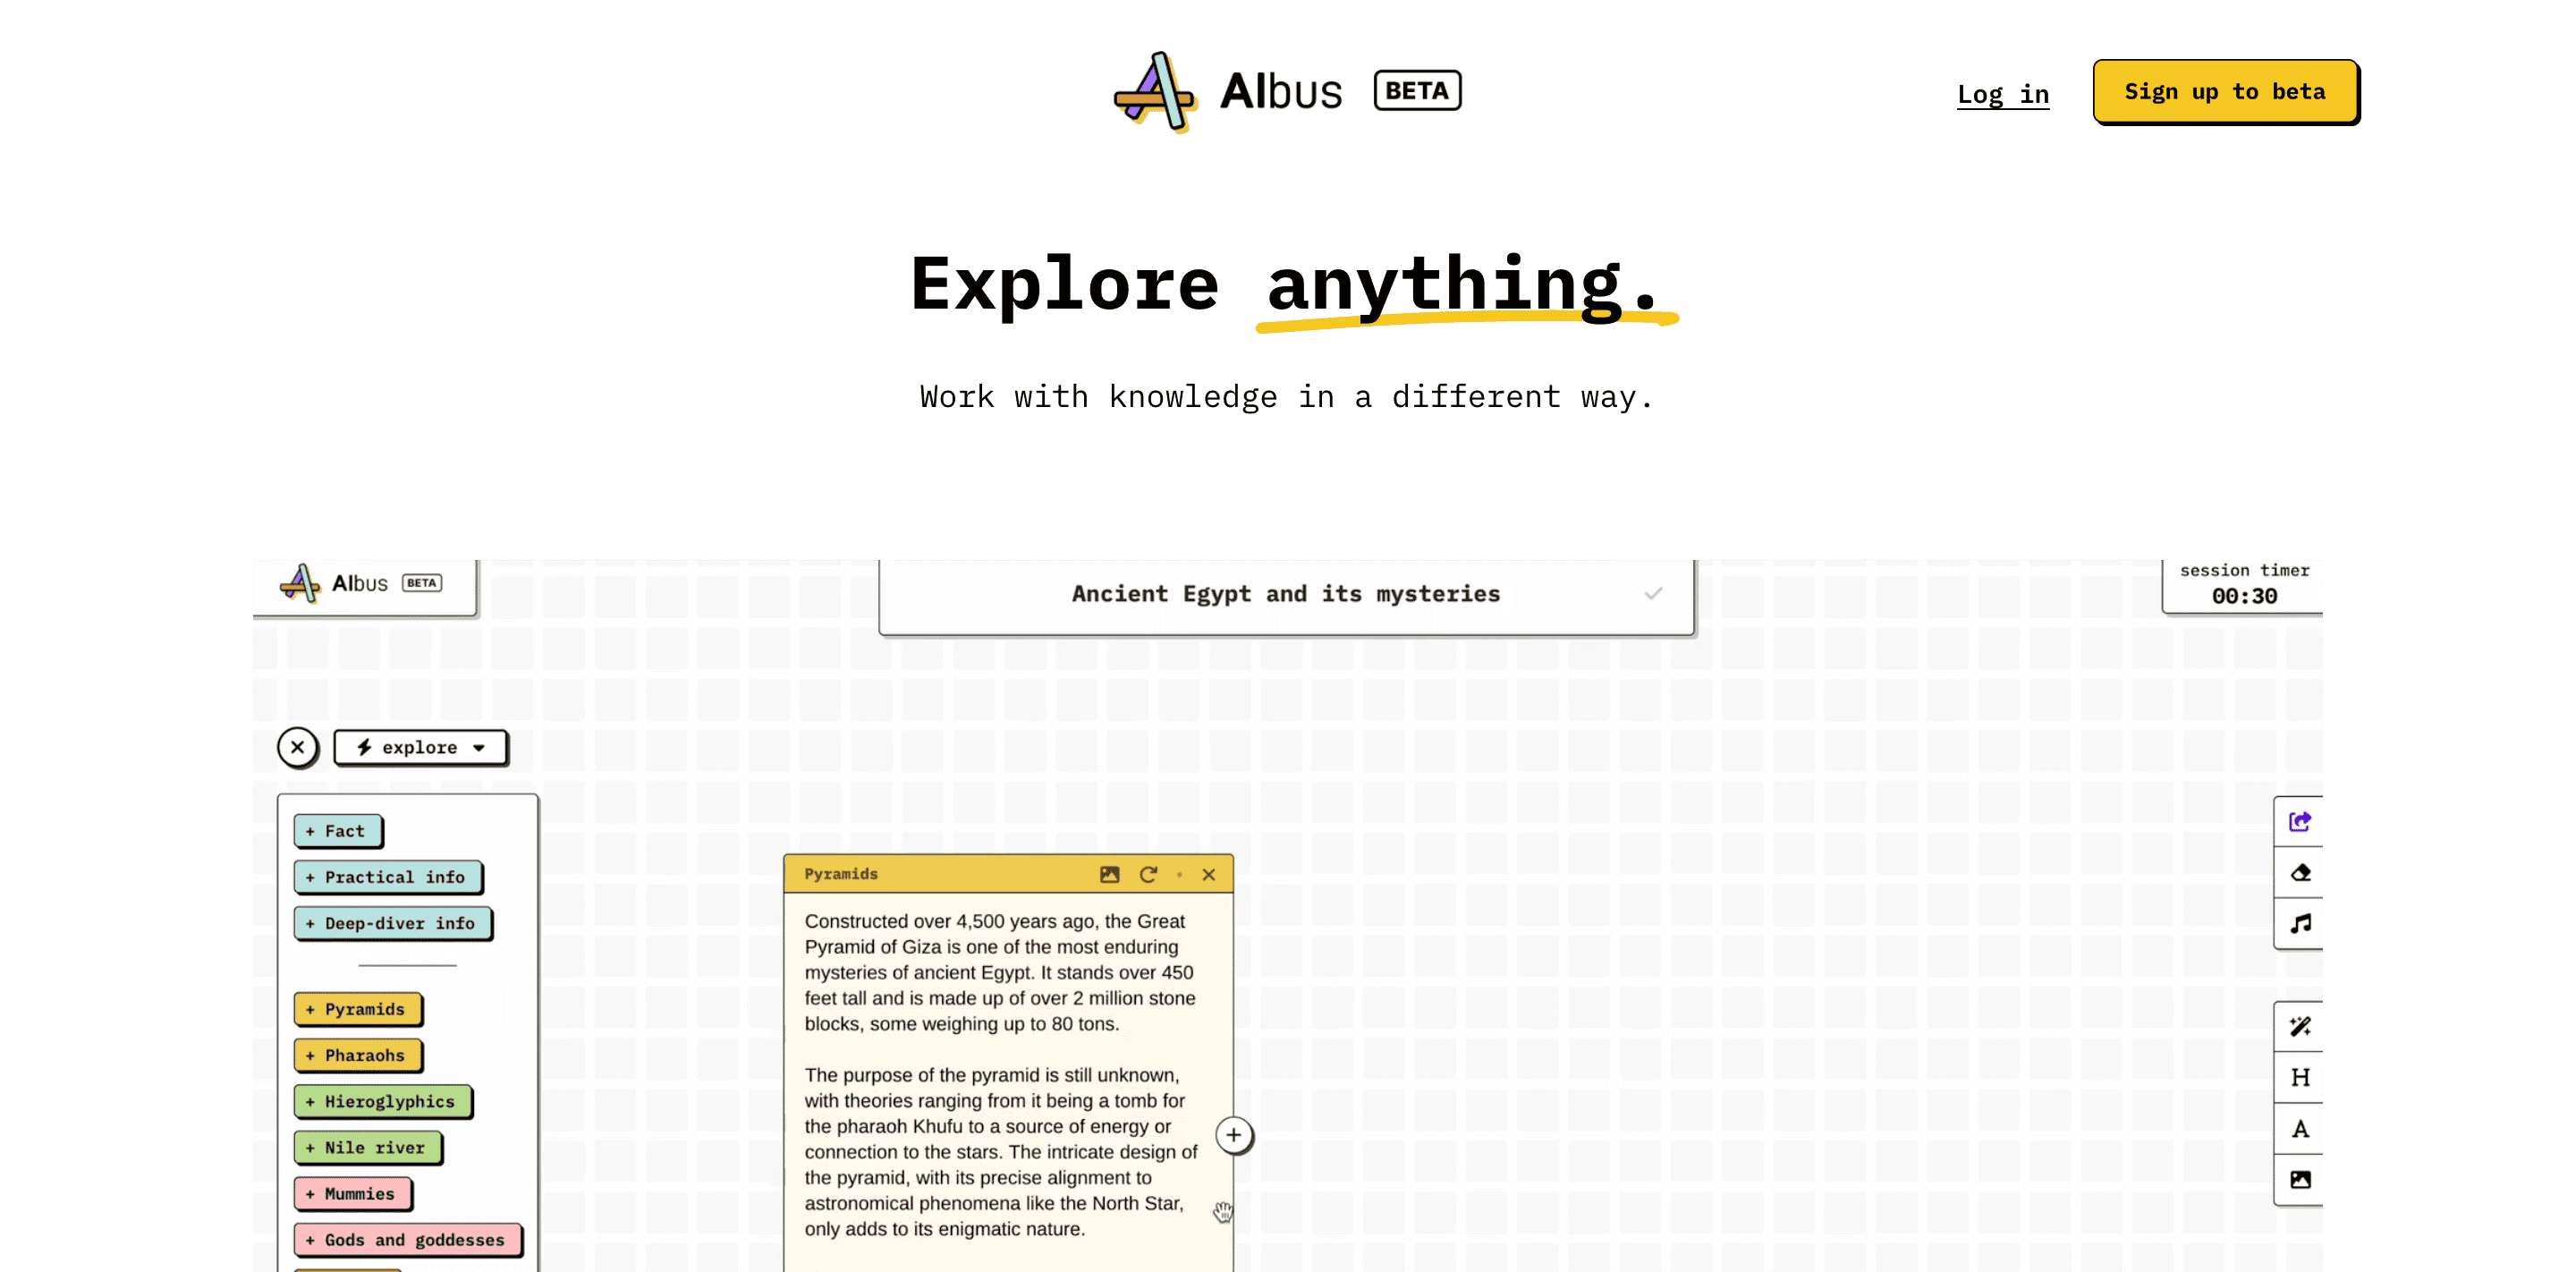 AIbus BETA
Log in
Sign up to beta
Explore anything.
Work with knowledge in a different way.
AIbus BETA
Ancient Egypt and its mysteries
session timer
00:30
explore
+ Fact
+ Practical info
+ Deep-diver info
+ Pyramids
+ Pharaohs
+ Hieroglyphics
+ Nile river
+ Mummies
+ Gods and goddesses
Pyramids
Constructed over 4,500 years ago, the Great
Pyramid of Giza is one of the most enduring
mysteries of ancient Egypt. It stands over 450
feet tall and is made up of over 2 million stone
blocks, some weighing up to 80 tons.
The purpose of the pyramid is still unknown,
with theories ranging from it being a tomb for
the pharaoh Khufu to a source of energy or
connection to the stars. The intricate design of
the pyramid, with its precise alignment to
astronomical phenomena like the North Star,
only adds to its enigmatic nature.
H
A